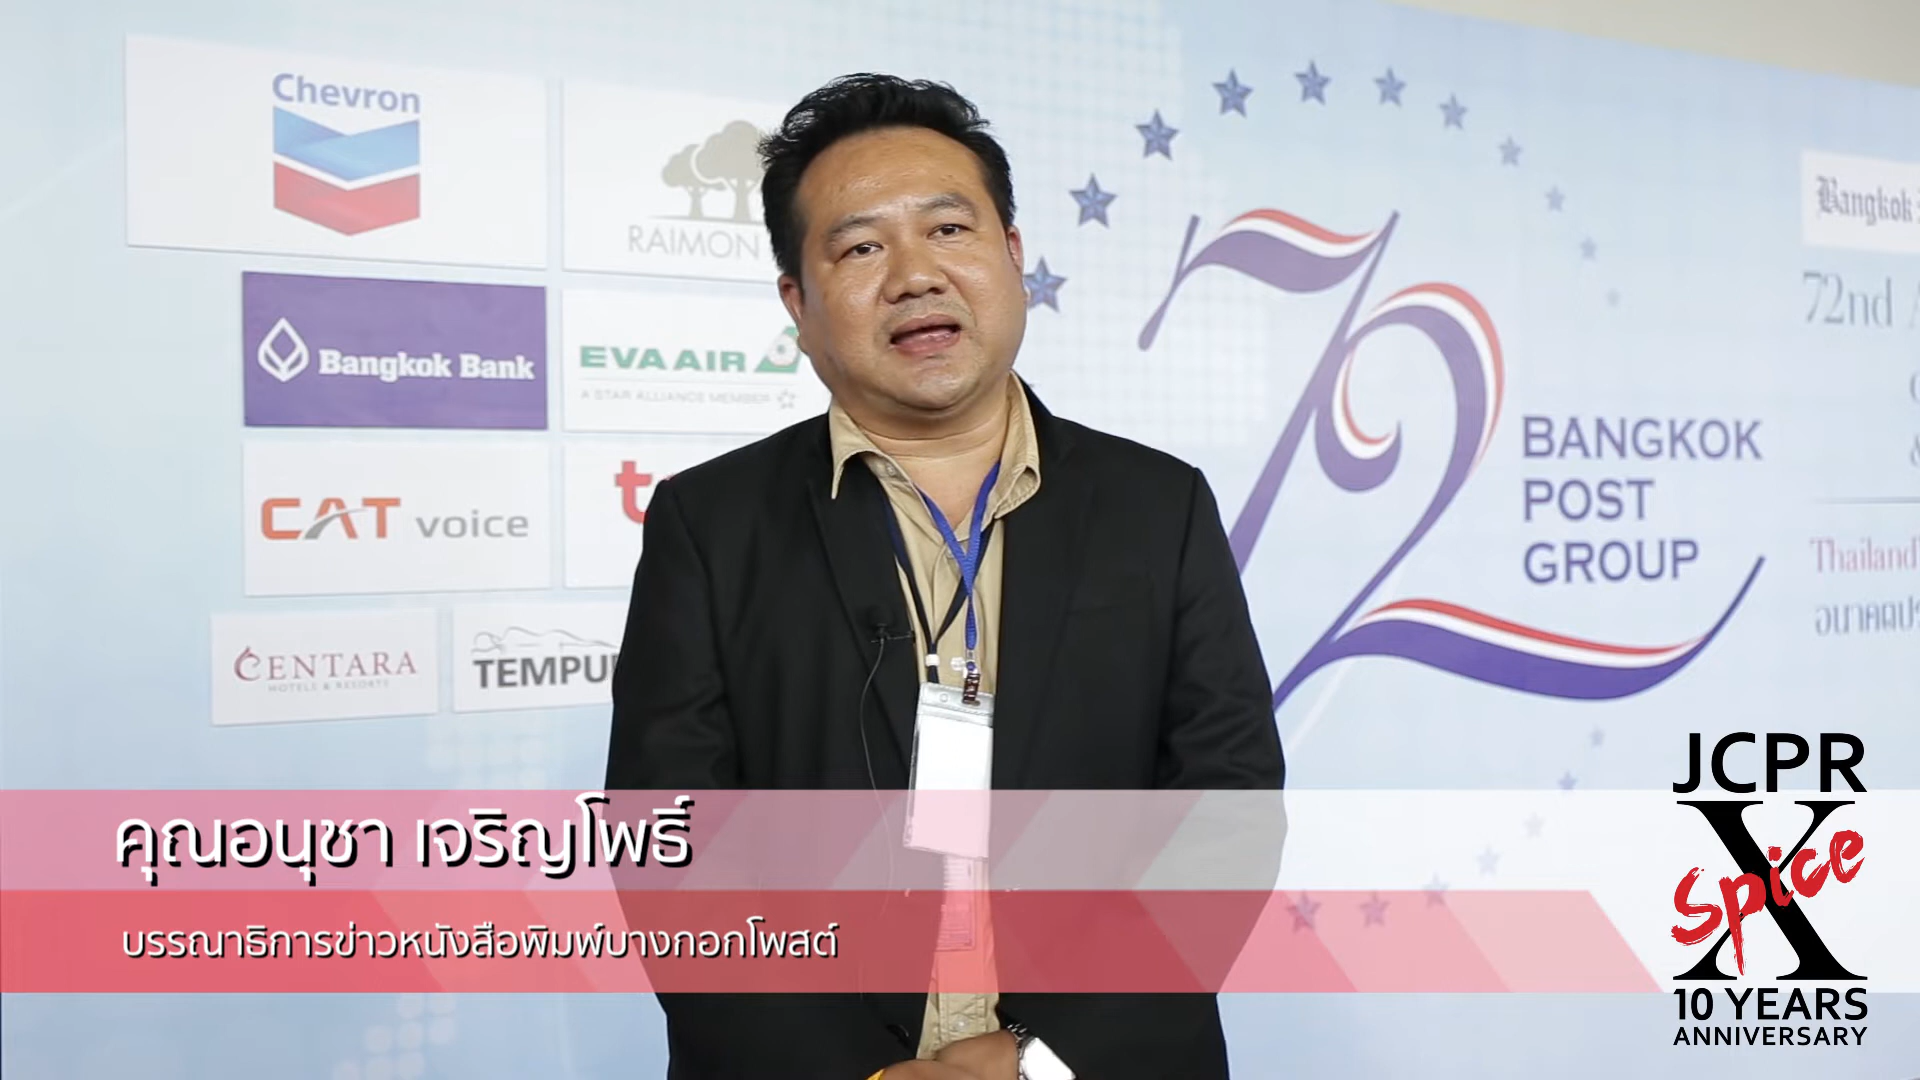 Chevron
RAIMON
Bangkok Bank
EVA AIR
A STAR ALLIANCE MEMBER
CAT voice
CENTARA
HOTELS & RESORTS
72
BANGKOK
POST
GROUP
Bangkok
72nd
Thailand
JCPR
X
Spice
10 YEARS
ANNIVERSARY
คุณอนุชา เจริญโพธิ์
บรรณาธิการข่าวหนังสือพิมพ์บางกอกโพสต์